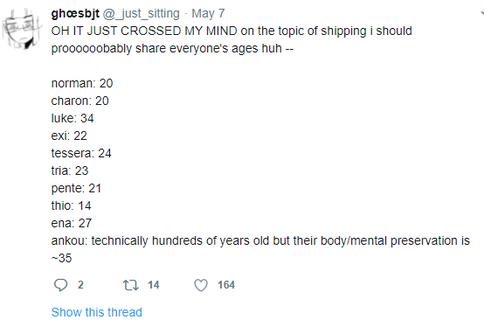 ghœsbjt @_just_sitting · May 7
OH IT JUST CROSSED MY MIND on the topic of shipping i should
proooooobably share everyone's ages huh --
norman: 20
charon: 20
luke: 34
exi: 22
tessera: 24
tria: 23
pente: 21
thio: 14
ena: 27
ankou: technically hundreds of years old but their body/mental preservation is
~35
2 14 164
Show this thread